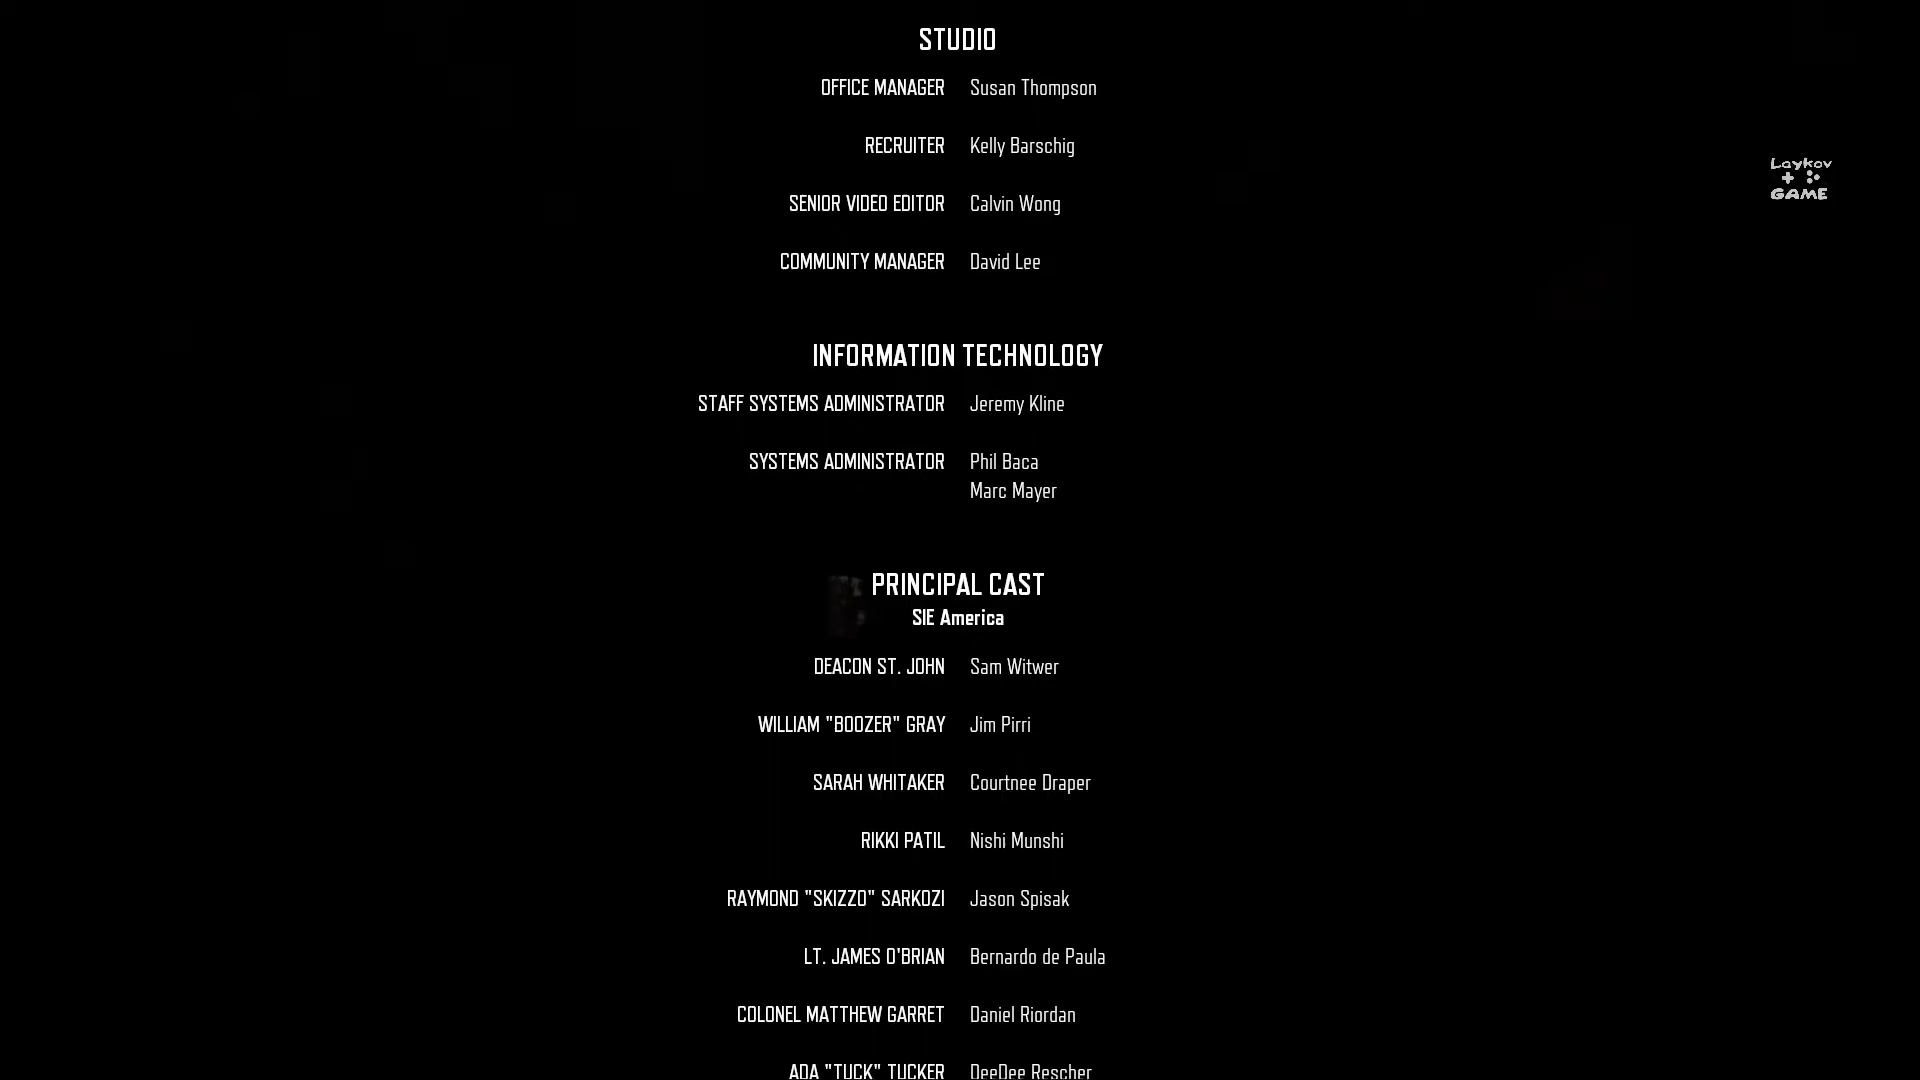 STUDIO
OFFICE MANAGER Susan Thompson
RECRUITER Kelly Barschig
SENIOR VIDEO EDITOR Calvin Wong
COMMUNITY MANAGER David Lee
Laykov
GAME
INFORMATION TECHNOLOGY
STAFF SYSTEMS ADMINISTRATOR Jeremy Kline
SYSTEMS ADMINISTRATOR Phil Baca
Marc Mayer
PRINCIPAL CAST
SIE America
DEACON ST. JOHN Sam Witwer
WILLIAM "BOOZER" GRAY Jim Pirri
SARAH WHITAKER Courtnee Draper
RIKKI PATIL Nishi Munshi
RAYMOND "SKIZZO" SARKOZI Jason Spisak
LT. JAMES O'BRIAN Bernardo de Paula
COLONEL MATTHEW GARRET Daniel Riordan
ADA "TUCK" TUCKER DeeDee Rescher